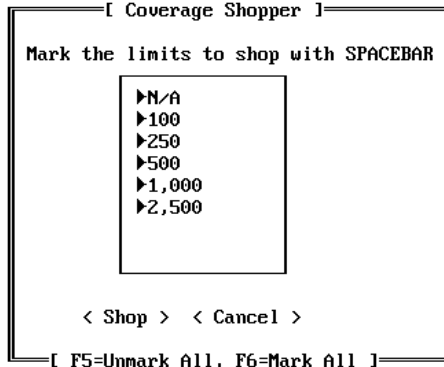 [ Coverage Shopper ]
Mark the limits to shop with SPACEBAR
►N/A
►100
►250
►500
►1,000
►2,500
< Shop > < Cancel >
[ F5=Unmark All, F6=Mark All ]